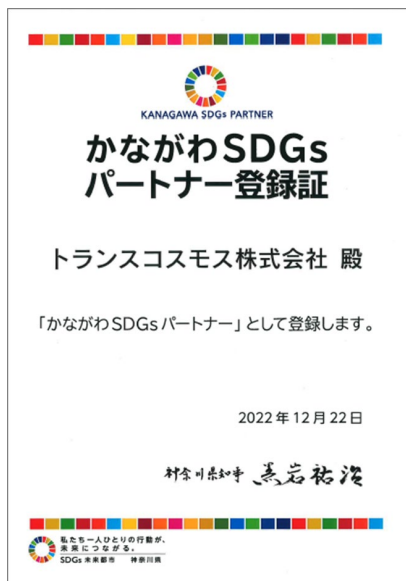 KANAGAWA SDGs PARTNER
かながわSDGs
パートナー登録証
トランスコスモス株式会社 殿
「かながわSDGsパートナー」として登録します。
2022年12月22日
神奈川県知事 黒岩祐治
私たち一人ひとりの行動が、
未来につながる。
SDGs未来都市 神奈川県